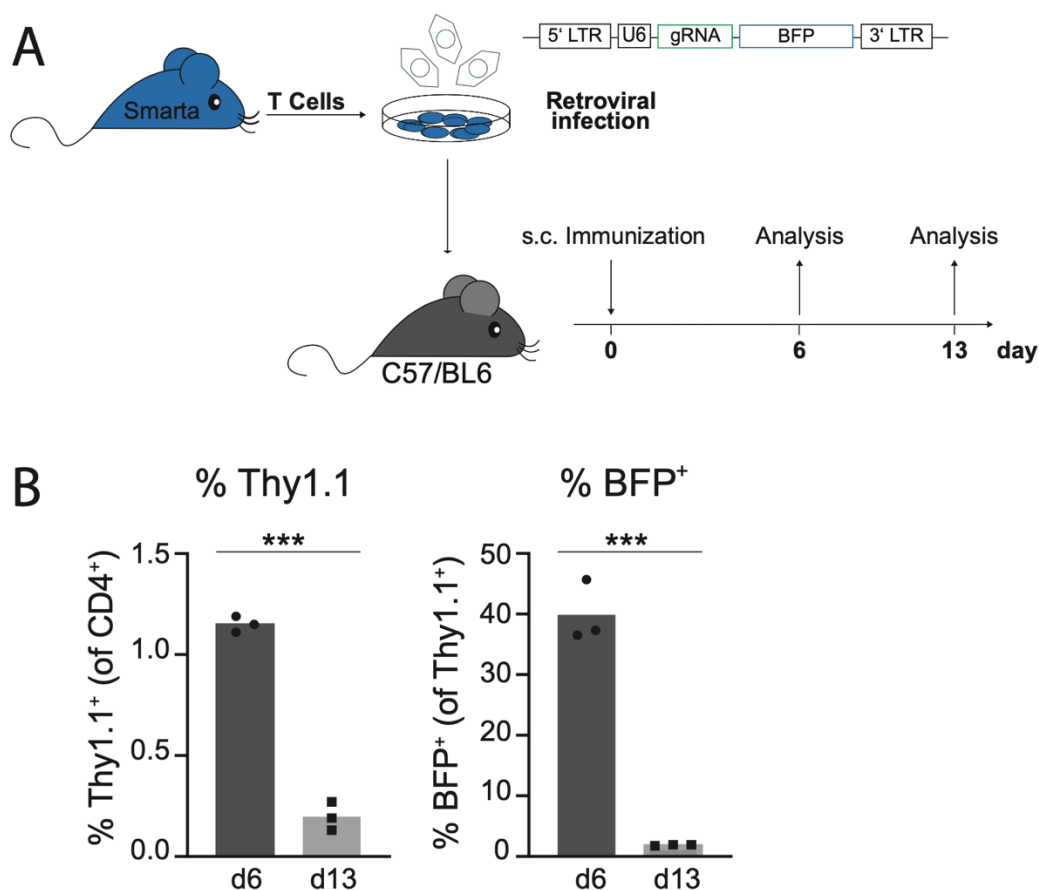 A
5' LTR U6 gRNA BFP 3' LTR
Smarta
T Cells
Retroviral
infection
s.c. Immunization Analysis Analysis
0 6 13 day
C57/BL6
B
% Thy1.1
% BFP⁺
***
***
% Thy1.1⁺ (of CD4⁺)
1.5
1.0
0.5
0.0
d6 d13
% BFP⁺ (of Thy1.1⁺)
50
40
30
20
10
0
d6 d13